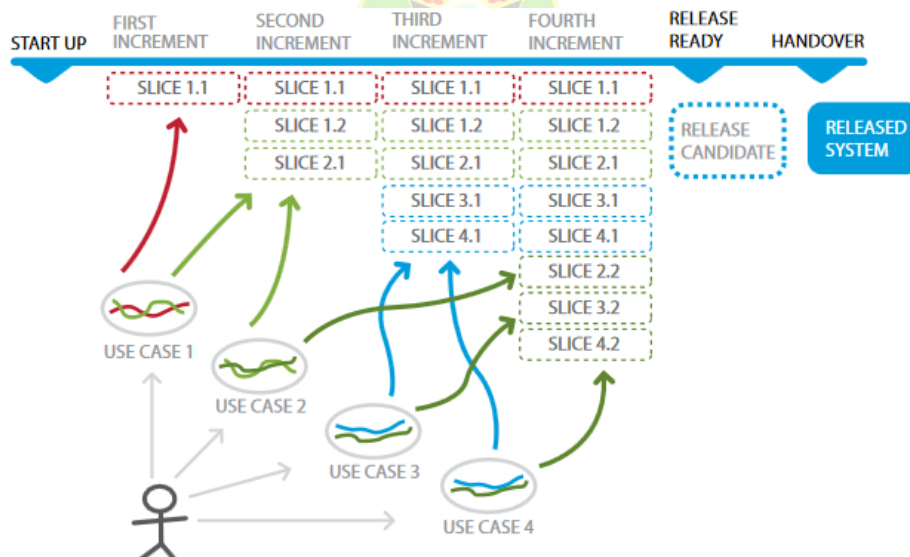 START UP
FIRST
INCREMENT
SECOND
INCREMENT
THIRD
INCREMENT
FOURTH
INCREMENT
RELEASE
READY
HANDOVER
SLICE 1.1
SLICE 1.1
SLICE 1.1
SLICE 1.1
SLICE 1.2
SLICE 1.2
SLICE 1.2
SLICE 2.1
SLICE 2.1
SLICE 2.1
SLICE 3.1
SLICE 3.1
SLICE 4.1
SLICE 4.1
SLICE 2.2
SLICE 3.2
SLICE 4.2
RELEASE
CANDIDATE
RELEASED
SYSTEM
USE CASE 1
USE CASE 2
USE CASE 3
USE CASE 4